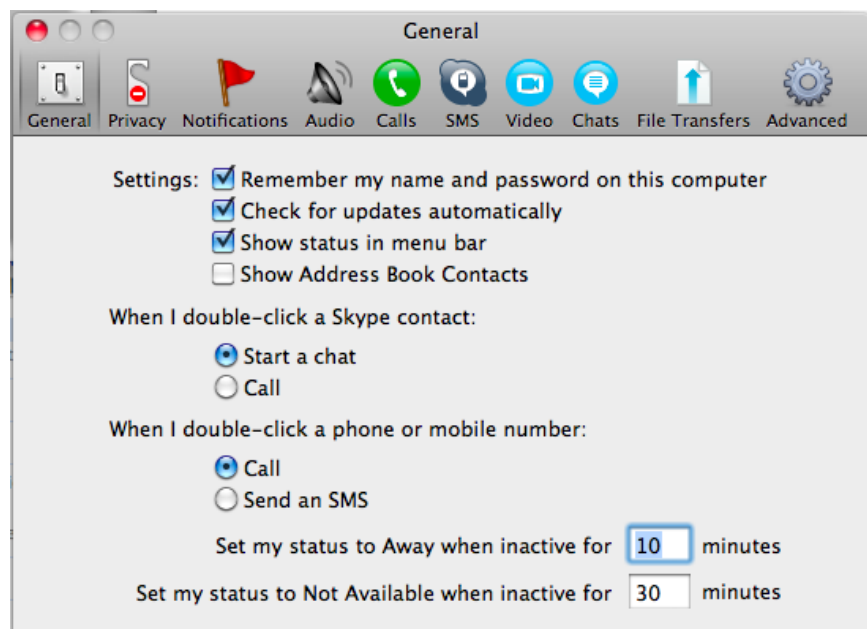 General
General Privacy Notifications Audio Calls SMS Video Chats File Transfers Advanced
Settings: Remember my name and password on this computer
Check for updates automatically
Show status in menu bar
Show Address Book Contacts
When I double-click a Skype contact:
Start a chat
Call
When I double-click a phone or mobile number:
Call
Send an SMS
Set my status to Away when inactive for 10 minutes
Set my status to Not Available when inactive for 30 minutes